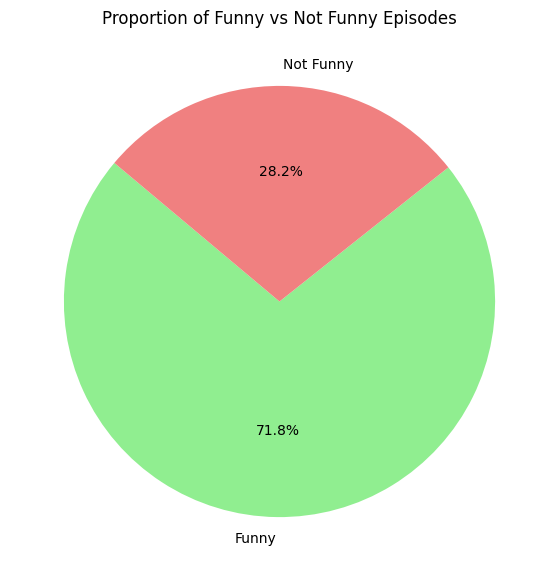 Proportion of Funny vs Not Funny Episodes
Not Funny
28.2%
71.8%
Funny